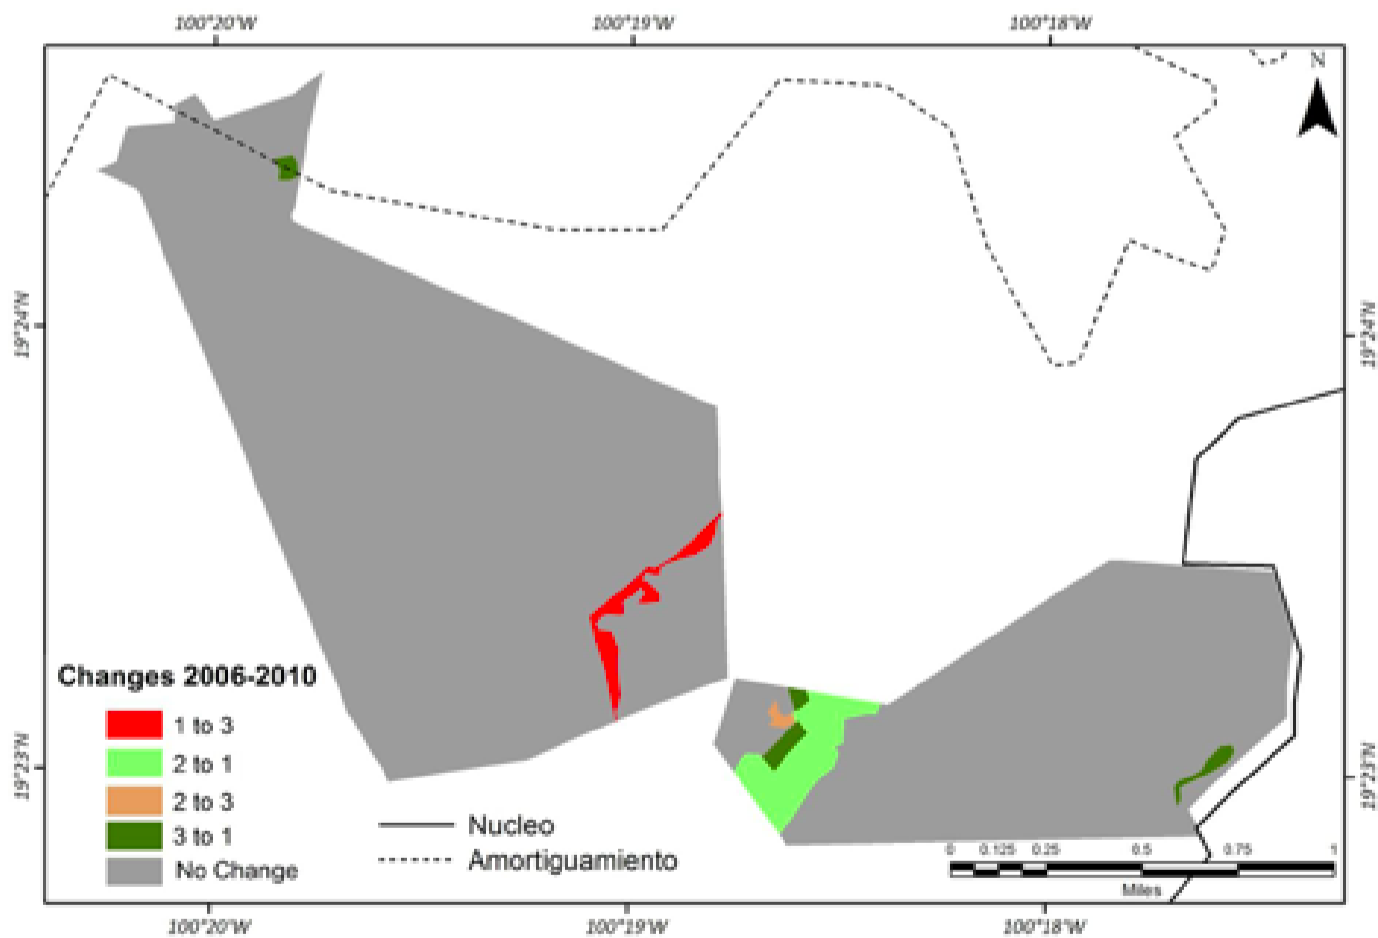 100°20'W 100°19'W 100°18'W
N
19°24'N 19°24'N
Changes 2006-2010
1 to 3
2 to 1
2 to 3
3 to 1
No Change
Nucleo
Amortiguamiento
19°23'N 19°23'N
0 0.125 0.25 0.5 0.75 1
Miles
100°20'W 100°19'W 100°18'W